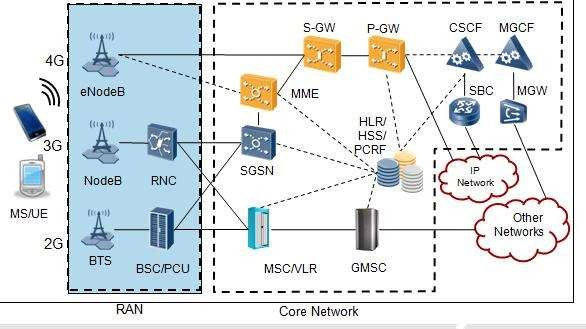 S-GW
P-GW
CSCF
MGCF
4G
eNodeB
MME
SBC
MGW
HLR/
HSS/
PCRF
3G
NodeB
RNC
SGSN
IP
Network
MS/UE
Other
Networks
2G
BTS
BSC/PCU
MSC/VLR
GMSC
RAN
Core Network